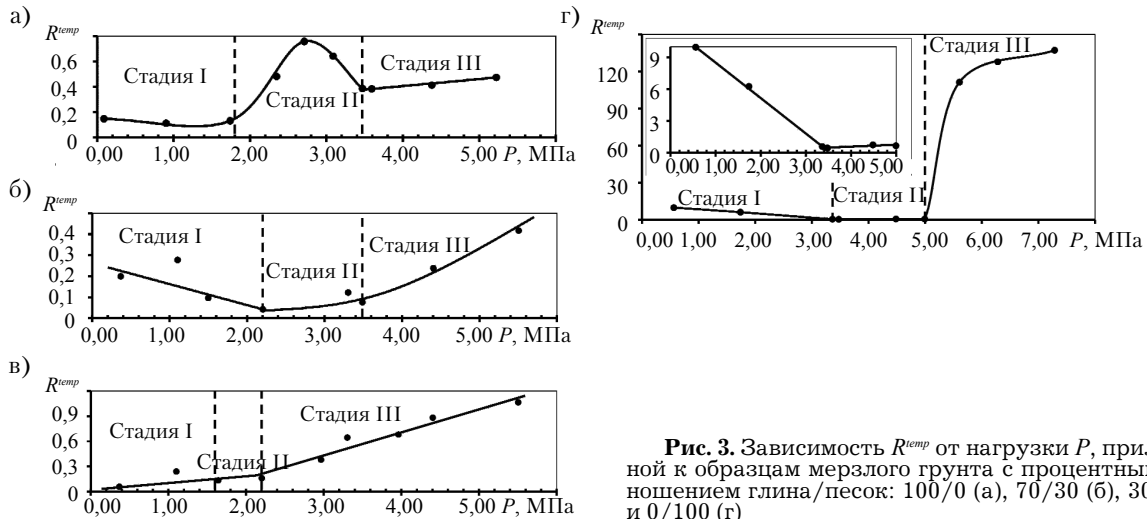 а)
R^temp
0,6
0,4
0,2
0
Стадия I
Стадия II
Стадия III
0,00 1,00 2,00 3,00 4,00 5,00 P, МПа
б)
R^temp
0,4
0,3
0,2
0,1
0
Стадия I
Стадия II
Стадия III
0,00 1,00 2,00 3,00 4,00 5,00 P, МПа
в)
R^temp
0,9
0,6
0,3
0,0
Стадия I
Стадия II
Стадия III
0,00 1,00 2,00 3,00 4,00 5,00 P, МПа
г)
R^temp
120
90
60
30
0
9
6
3
0
0,00 1,00 2,00 3,00 4,00 5,00
Стадия I
Стадия II
Стадия III
0,00 1,00 2,00 3,00 4,00 5,00 6,00 7,00 P, МПа
Рис. 3. Зависимость R^temp от нагрузки P, прил
ной к образцам мерзлого грунта с процентным
ношением глина/песок: 100/0 (а), 70/30 (б), 30
и 0/100 (г)